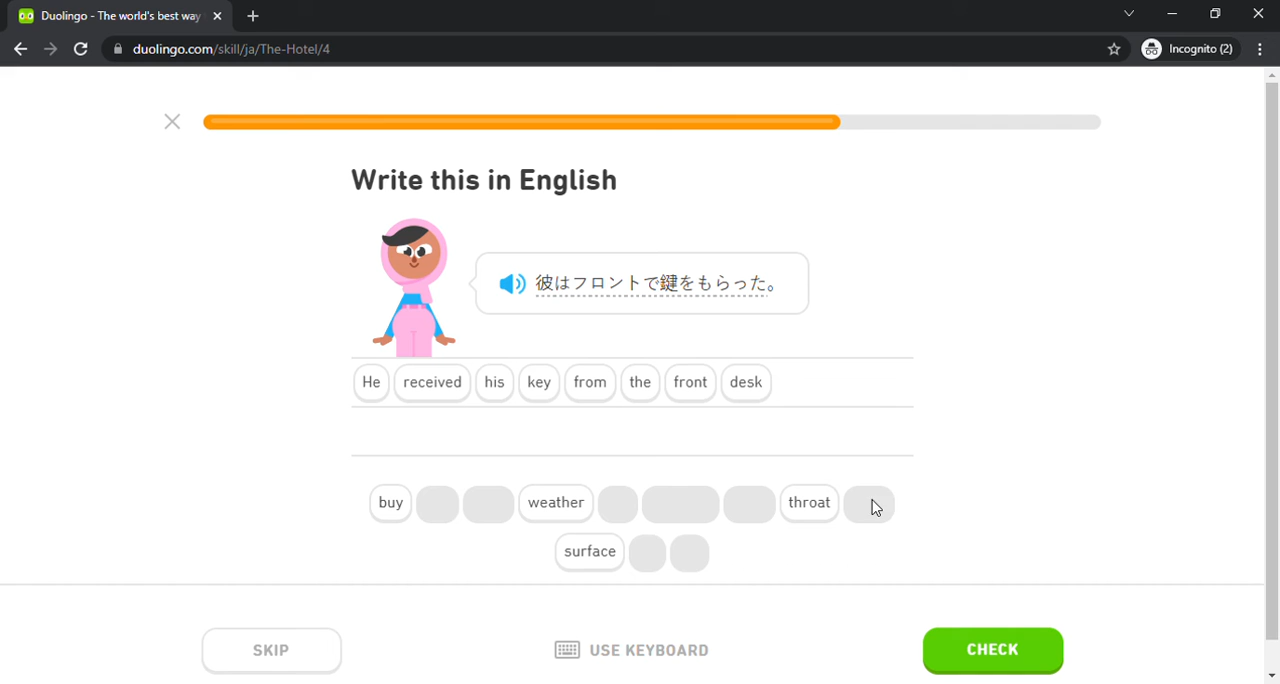 Duolingo - The world's best way
duolingo.com/skill/ja/The-Hotel/4
Incognito (2)
Write this in English
彼はフロントで鍵をもらった。
He received his key from the front desk
buy weather throat
surface
SKIP USE KEYBOARD CHECK